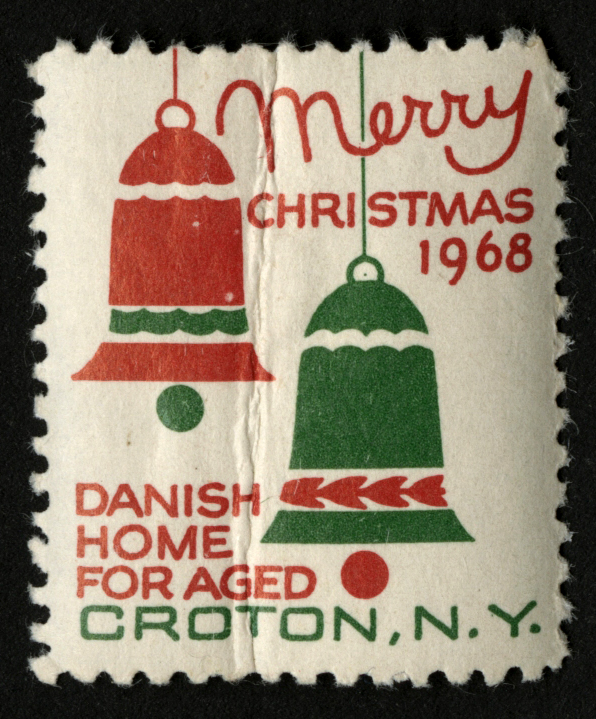 Merry
CHRISTMAS
1968
DANISH
HOME
FOR AGED
CROTON, N.Y.